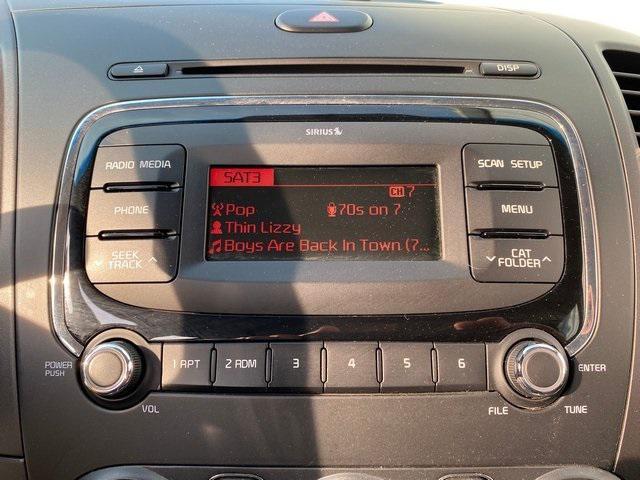 DISP
SIRIUS
RADIO MEDIA
SCAN SETUP
SAT3
CH 7
Pop
70s on 7
PHONE
MENU
Thin Lizzy
Boys Are Back In Town (7...
SEEK
TRACK
CAT
FOLDER
POWER
PUSH
1 RPT
2 RDM
3
4
5
6
ENTER
VOL
FILE
TUNE